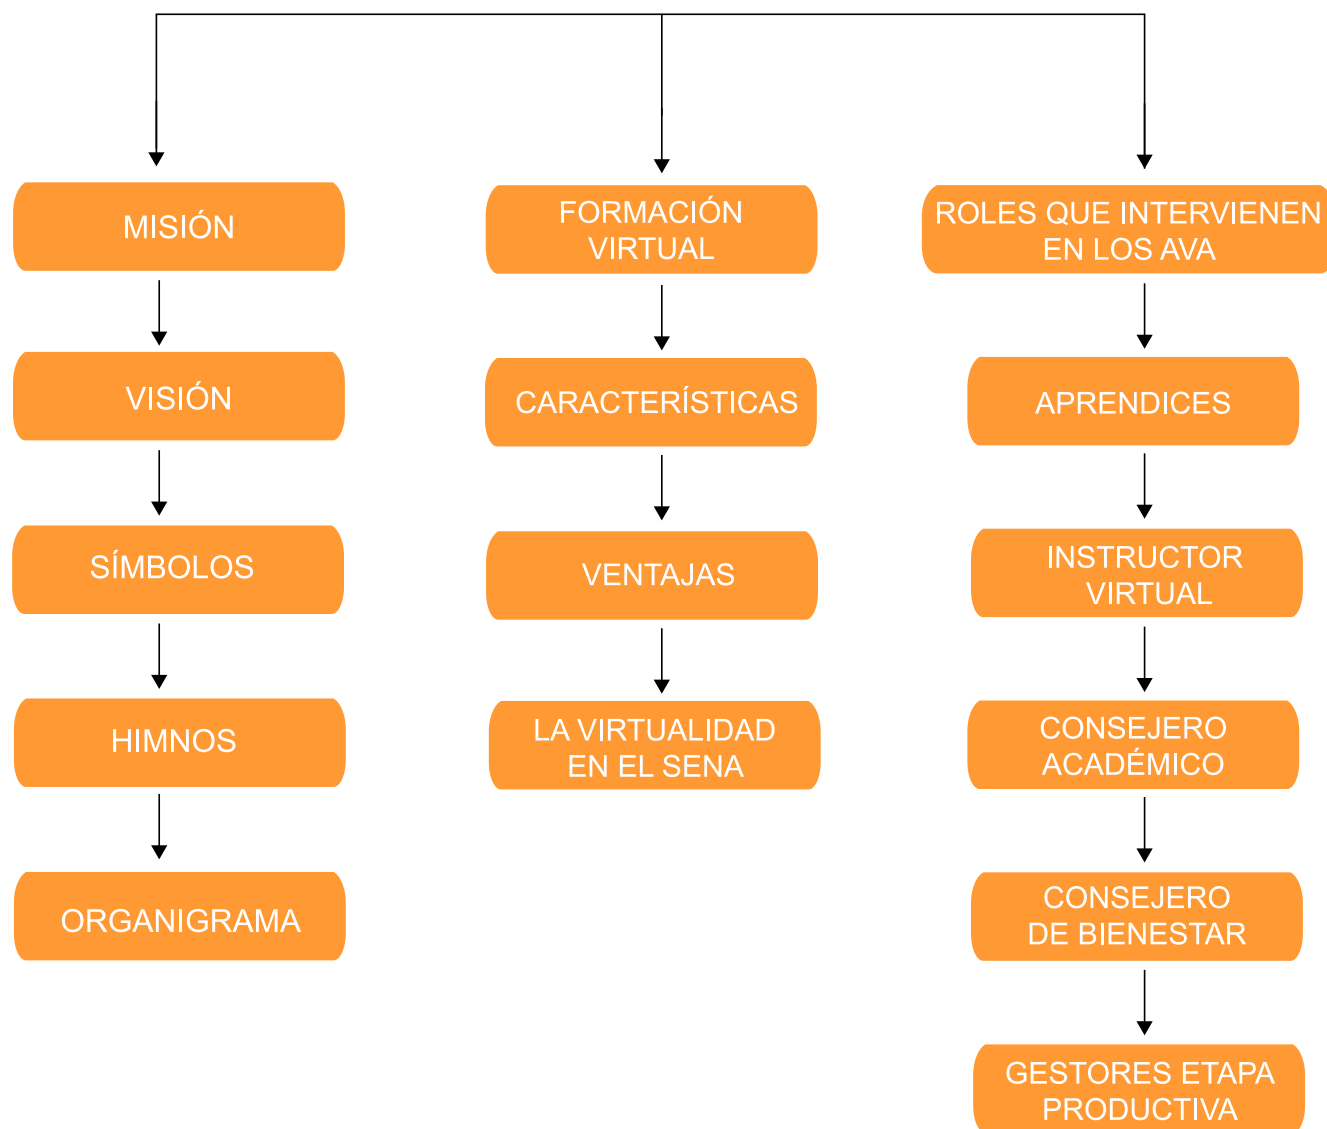 MISIÓN
VISIÓN
SÍMBOLOS
HIMNOS
ORGANIGRAMA
FORMACIÓN
VIRTUAL
CARACTERÍSTICAS
VENTAJAS
LA VIRTUALIDAD
EN EL SENA
ROLES QUE INTERVIENEN
EN LOS AVA
APRENDICES
INSTRUCTOR
VIRTUAL
CONSEJERO
ACADÉMICO
CONSEJERO
DE BIENESTAR
GESTORES ETAPA
PRODUCTIVA